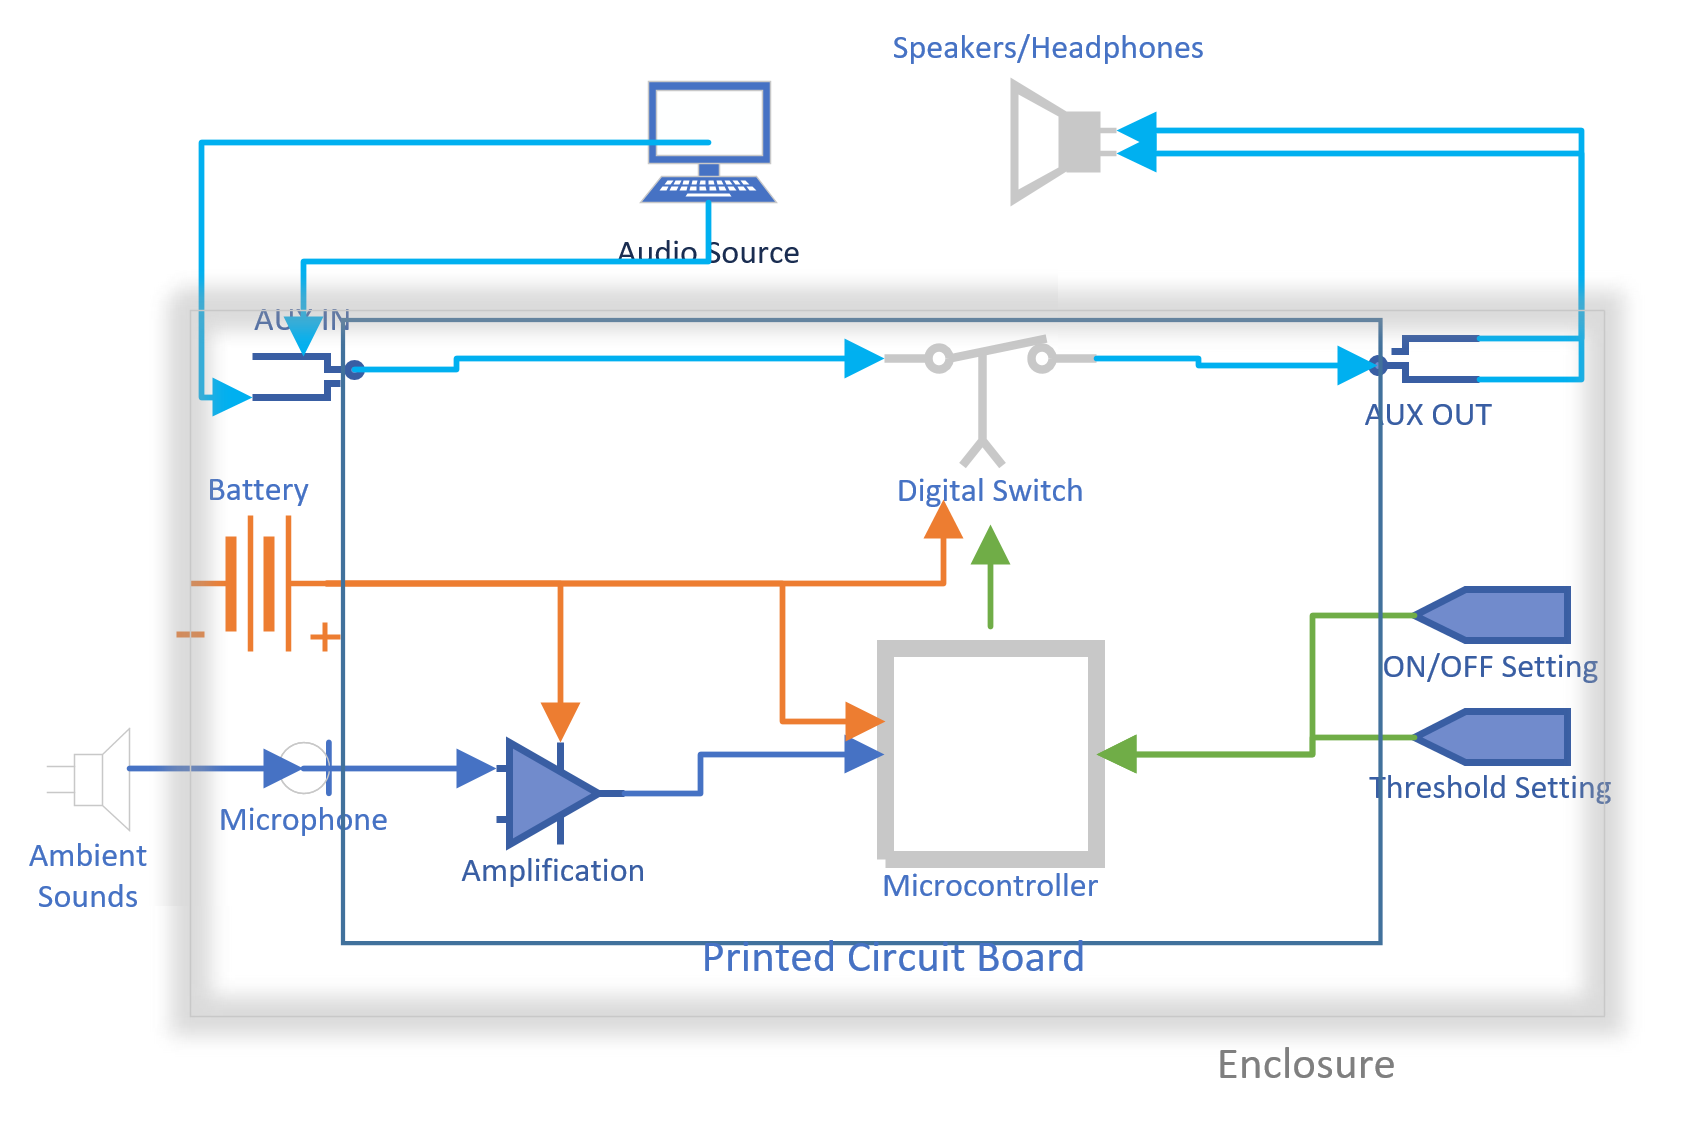 Speakers/Headphones
Audio Source
AUX IN
AUX OUT
Battery
Digital Switch
- +
ON/OFF Setting
Threshold Setting
Microphone
Ambient
Sounds
Amplification
Microcontroller
Printed Circuit Board
Enclosure